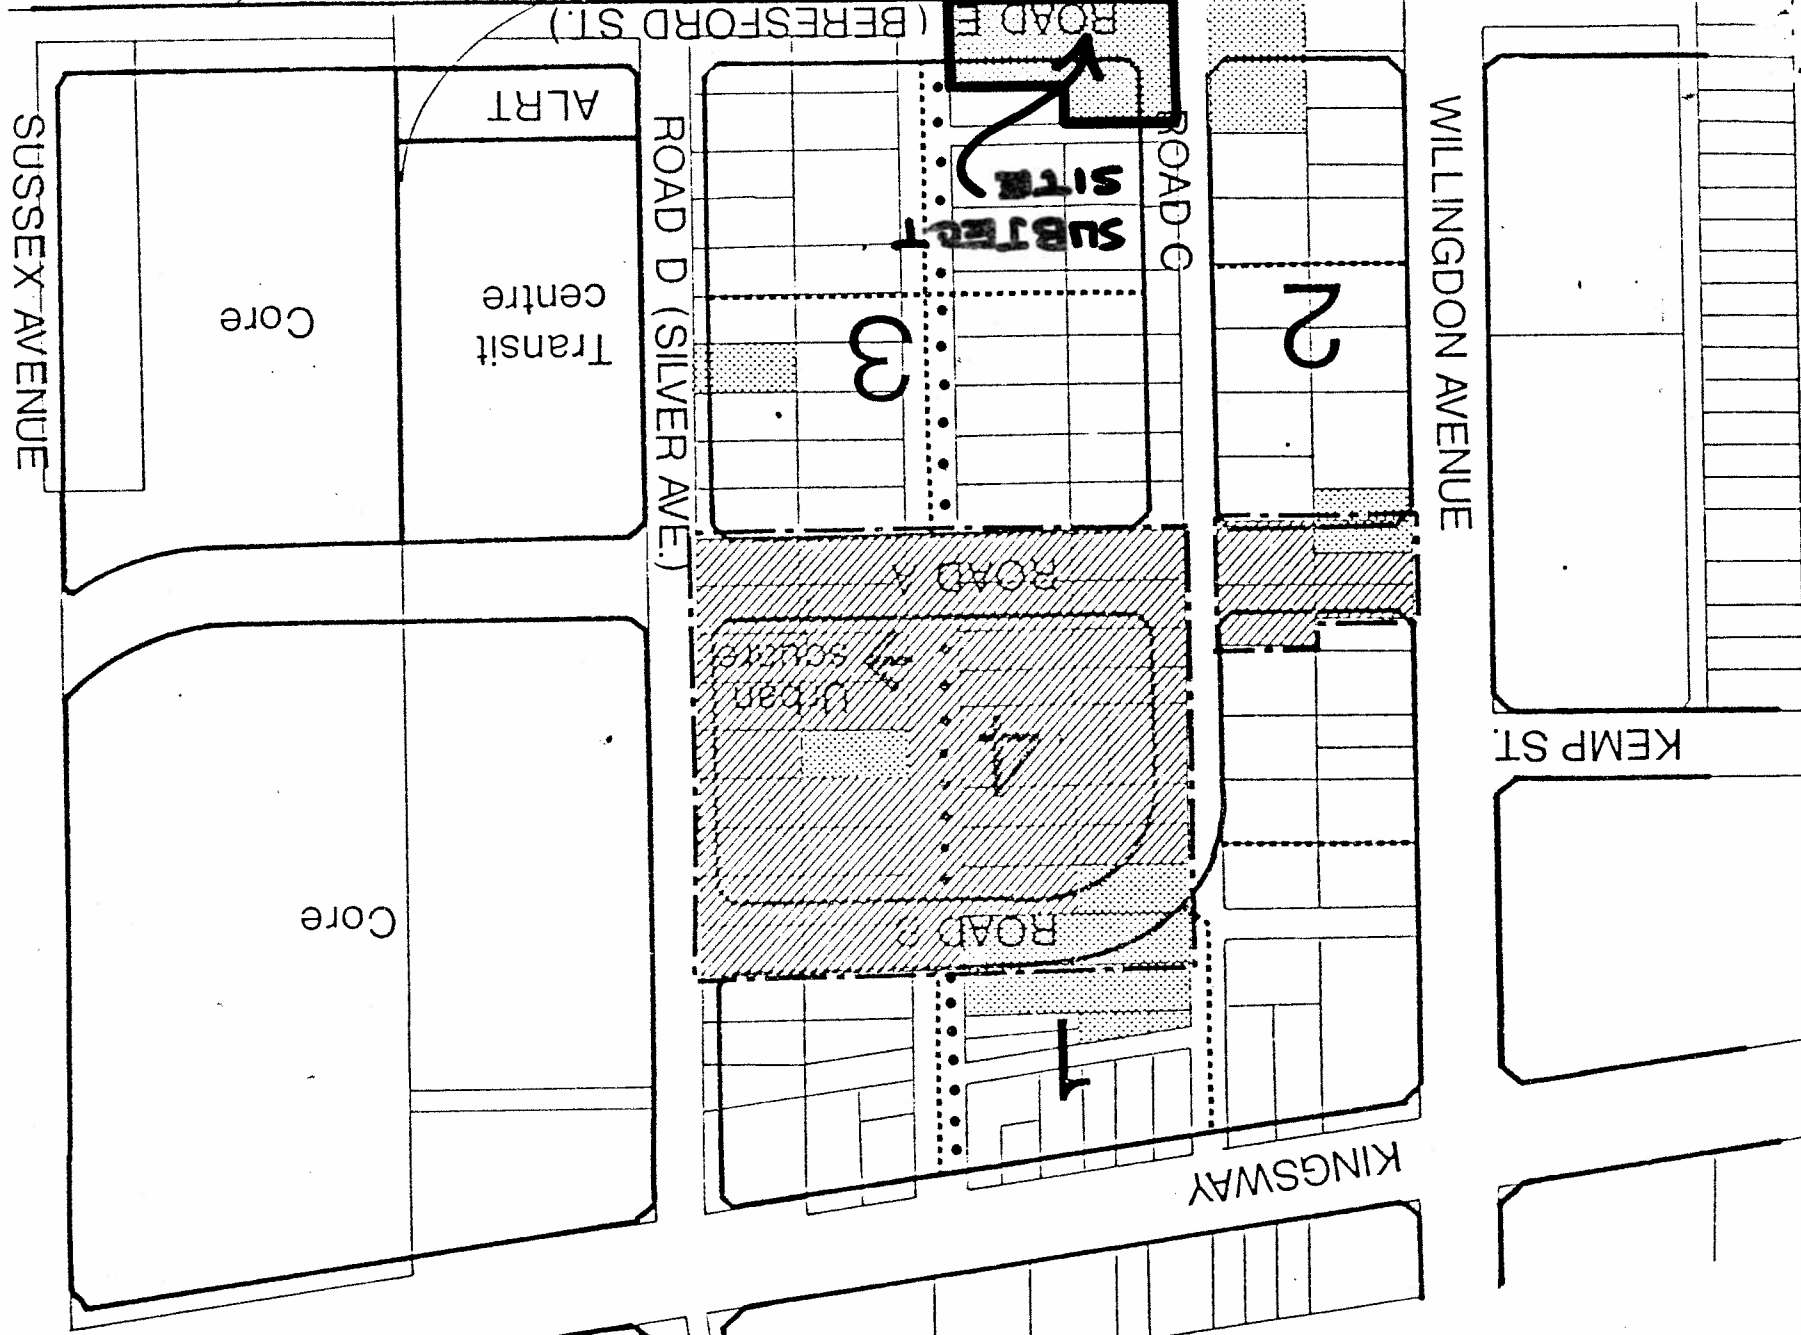 KINGSWAY
1
ROAD
Core
KEMP ST.
4
Urban
square
ROAD A
WILLINGDON AVENUE
2
3
Transit
centre
Core
SUSSEX AVENUE
ROAD D (SILVER AVE.)
ROAD C
SUBJECT
SITE
ALRT
ROAD E (BERESFORD ST.)